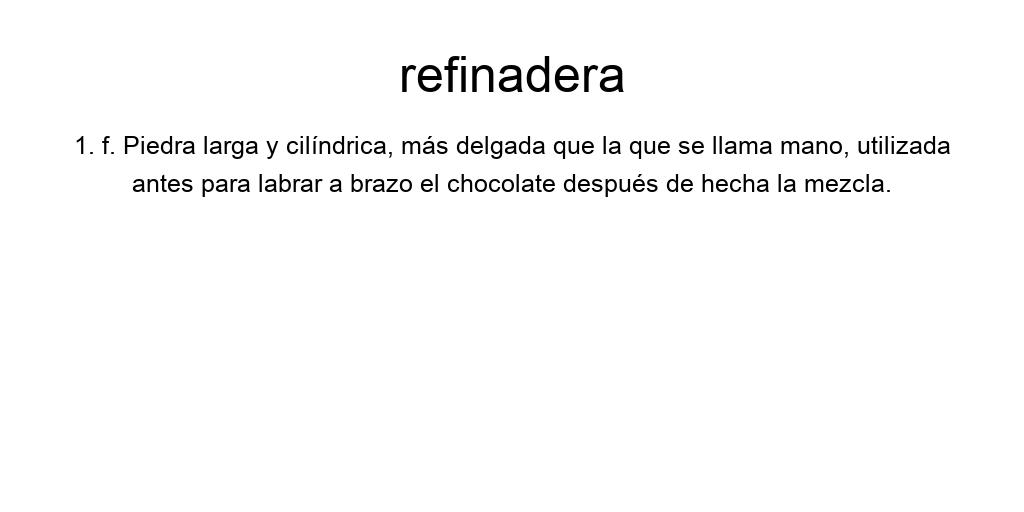 refinadera
1. f. Piedra larga y cilíndrica, más delgada que la que se llama mano, utilizada
antes para labrar a brazo el chocolate después de hecha la mezcla.